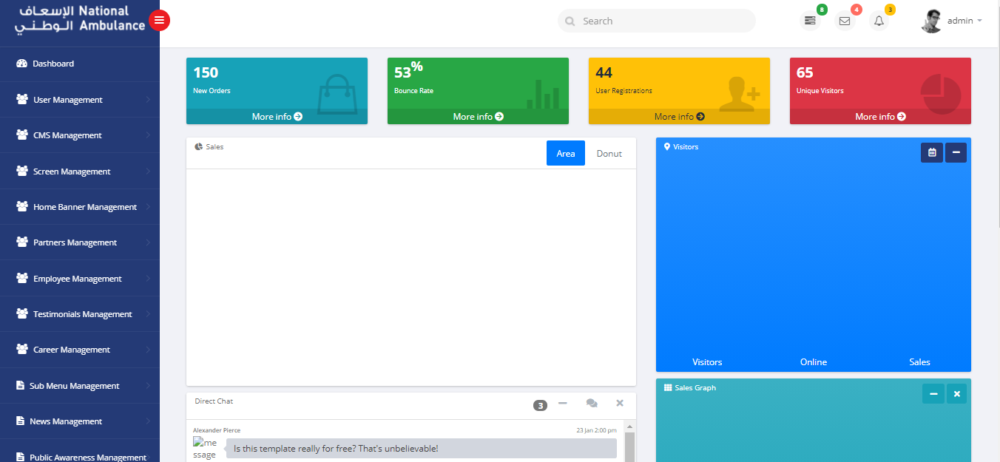 الإسعاف National
الوطني Ambulance
Search
8
4
3
admin
Dashboard
User Management
CMS Management
Screen Management
Home Banner Management
Partners Management
Employee Management
Testimonials Management
Career Management
Sub Menu Management
News Management
Public Awareness Management
150
New Orders
More info
53%
Bounce Rate
More info
44
User Registrations
More info
65
Unique Visitors
More info
Sales
Area
Donut
Visitors
Visitors
Online
Sales
Direct Chat
3
Alexander Pierce
23 Jan 2:00 pm
me
ssage
Is this template really for free? That's unbelievable!
Sales Graph